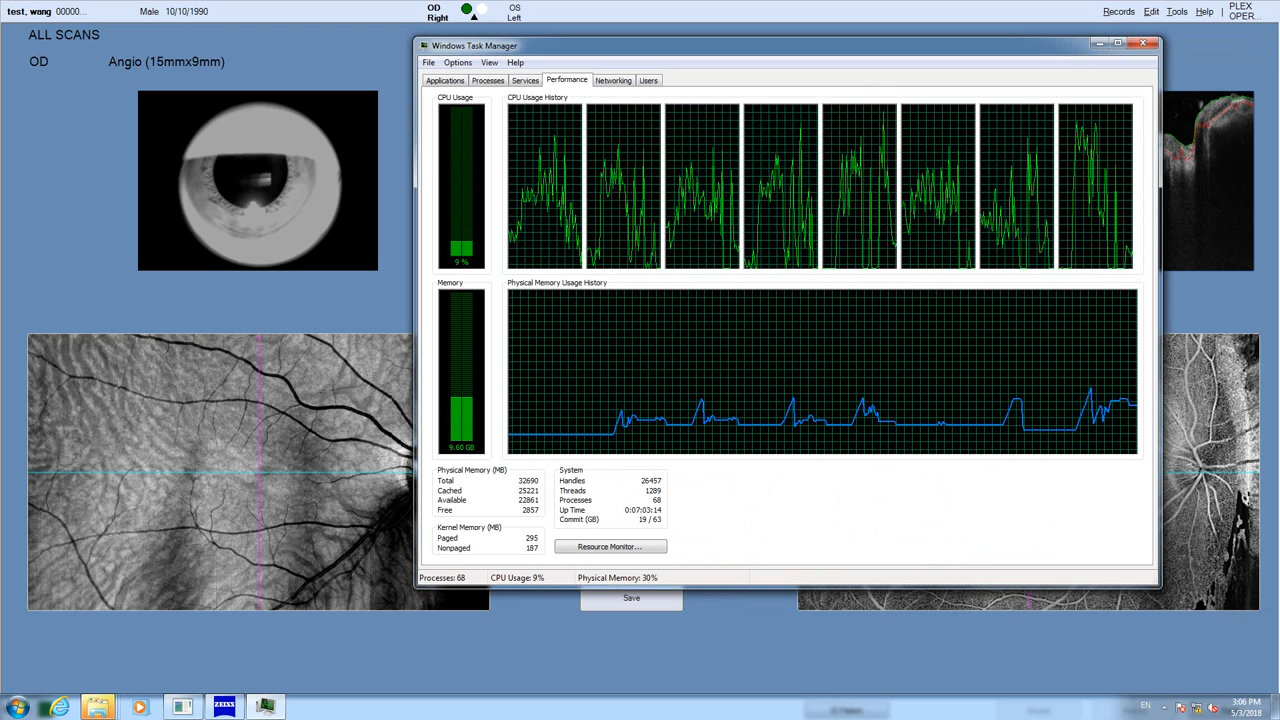 test, wang 00000... Male 10/10/1990 OD Right OS Left Records Edit Tools Help PLEX OPER...
ALL SCANS
OD Angio (15mmx9mm)
Windows Task Manager
File Options View Help
Applications Processes Services Performance Networking Users
CPU Usage CPU Usage History
9 %
Memory Physical Memory Usage History
9.60 GB
Physical Memory (MB)
Total 32690
Cached 25221
Available 22861
Free 2857
Kernel Memory (MB)
Paged 295
Nonpaged 187
System
Handles 26457
Threads 1289
Processes 68
Up Time 0:07:03:14
Commit (GB) 19 / 63
Resource Monitor...
Processes: 68 CPU Usage: 9% Physical Memory: 30%
Save
ZEISS
EN 3:06 PM
5/3/2018